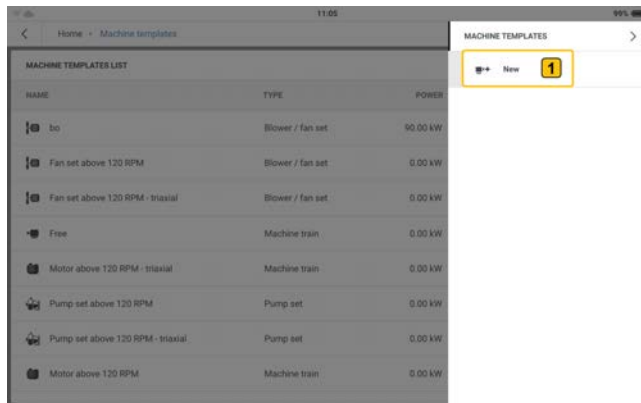 11:05
99%
Home • Machine templates
MACHINE TEMPLATES
MACHINE TEMPLATES LIST
New 1
NAME TYPE POWER
bo Blower / fan set 90.00 kW
Fan set above 120 RPM Blower / fan set 0.00 kW
Fan set above 120 RPM - triaxial Blower / fan set 0.00 kW
Free Machine train 0.00 kW
Motor above 120 RPM - triaxial Machine train 0.00 kW
Pump set above 120 RPM Pump set 0.00 kW
Pump set above 120 RPM - triaxial Pump set 0.00 kW
Motor above 120 RPM Machine train 0.00 kW